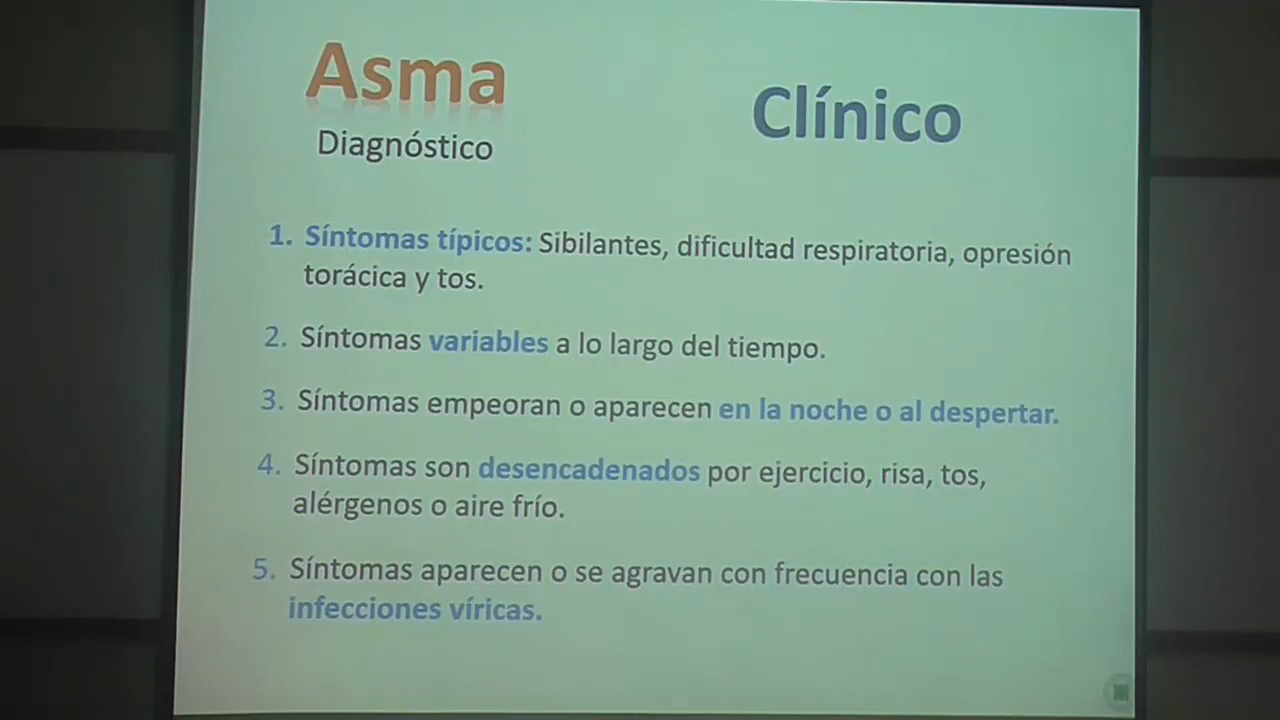 Asma
Diagnóstico
Clínico
1. Síntomas típicos: Sibilantes, dificultad respiratoria, opresión
torácica y tos.
2. Síntomas variables a lo largo del tiempo.
3. Síntomas empeoran o aparecen en la noche o al despertar.
4. Síntomas son desencadenados por ejercicio, risa, tos,
alérgenos o aire frío.
5. Síntomas aparecen o se agravan con frecuencia con las
infecciones víricas.